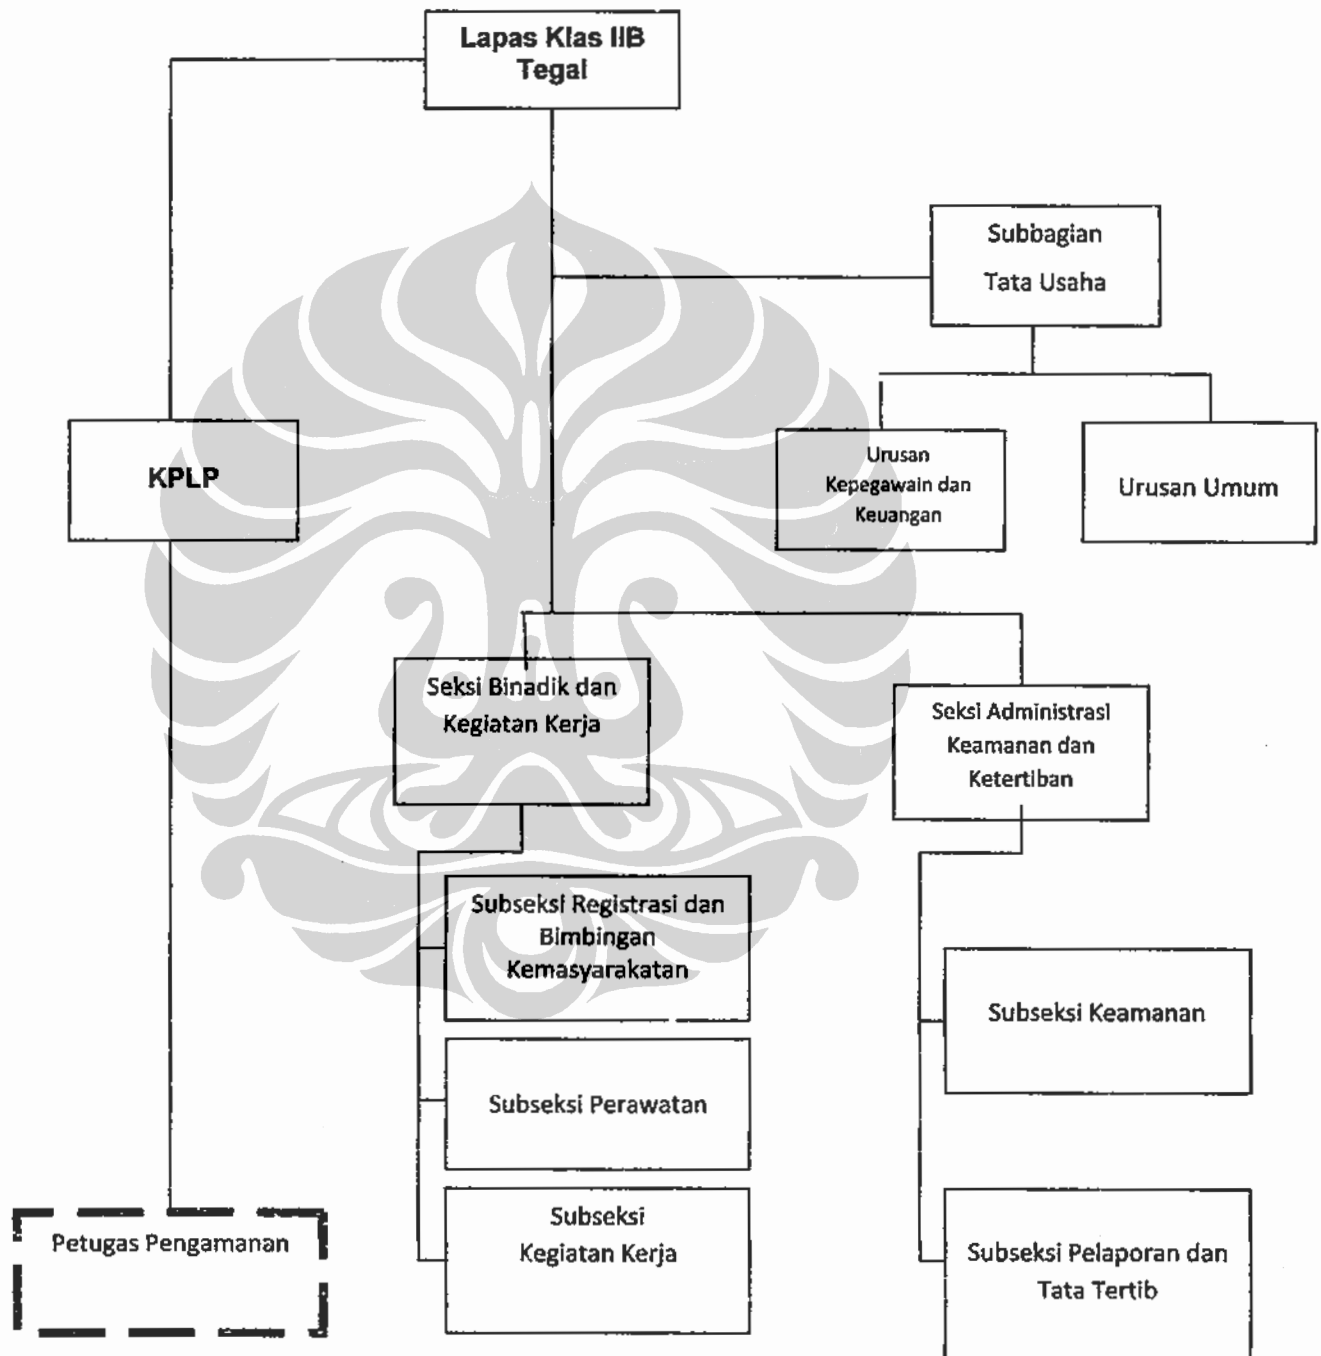 Lapas Klas IIB
Tegal
Subbagian
Tata Usaha
KPLP
Urusan
Kepegawain dan
Keuangan
Urusan Umum
Seksi Binadik dan
Kegiatan Kerja
Seksi Administrasi
Keamanan dan
Ketertiban
Subseksi Registrasi dan
Bimbingan
Kemasyarakatan
Subseksi Keamanan
Subseksi Perawatan
Petugas Pengamanan
Subseksi
Kegiatan Kerja
Subseksi Pelaporan dan
Tata Tertib